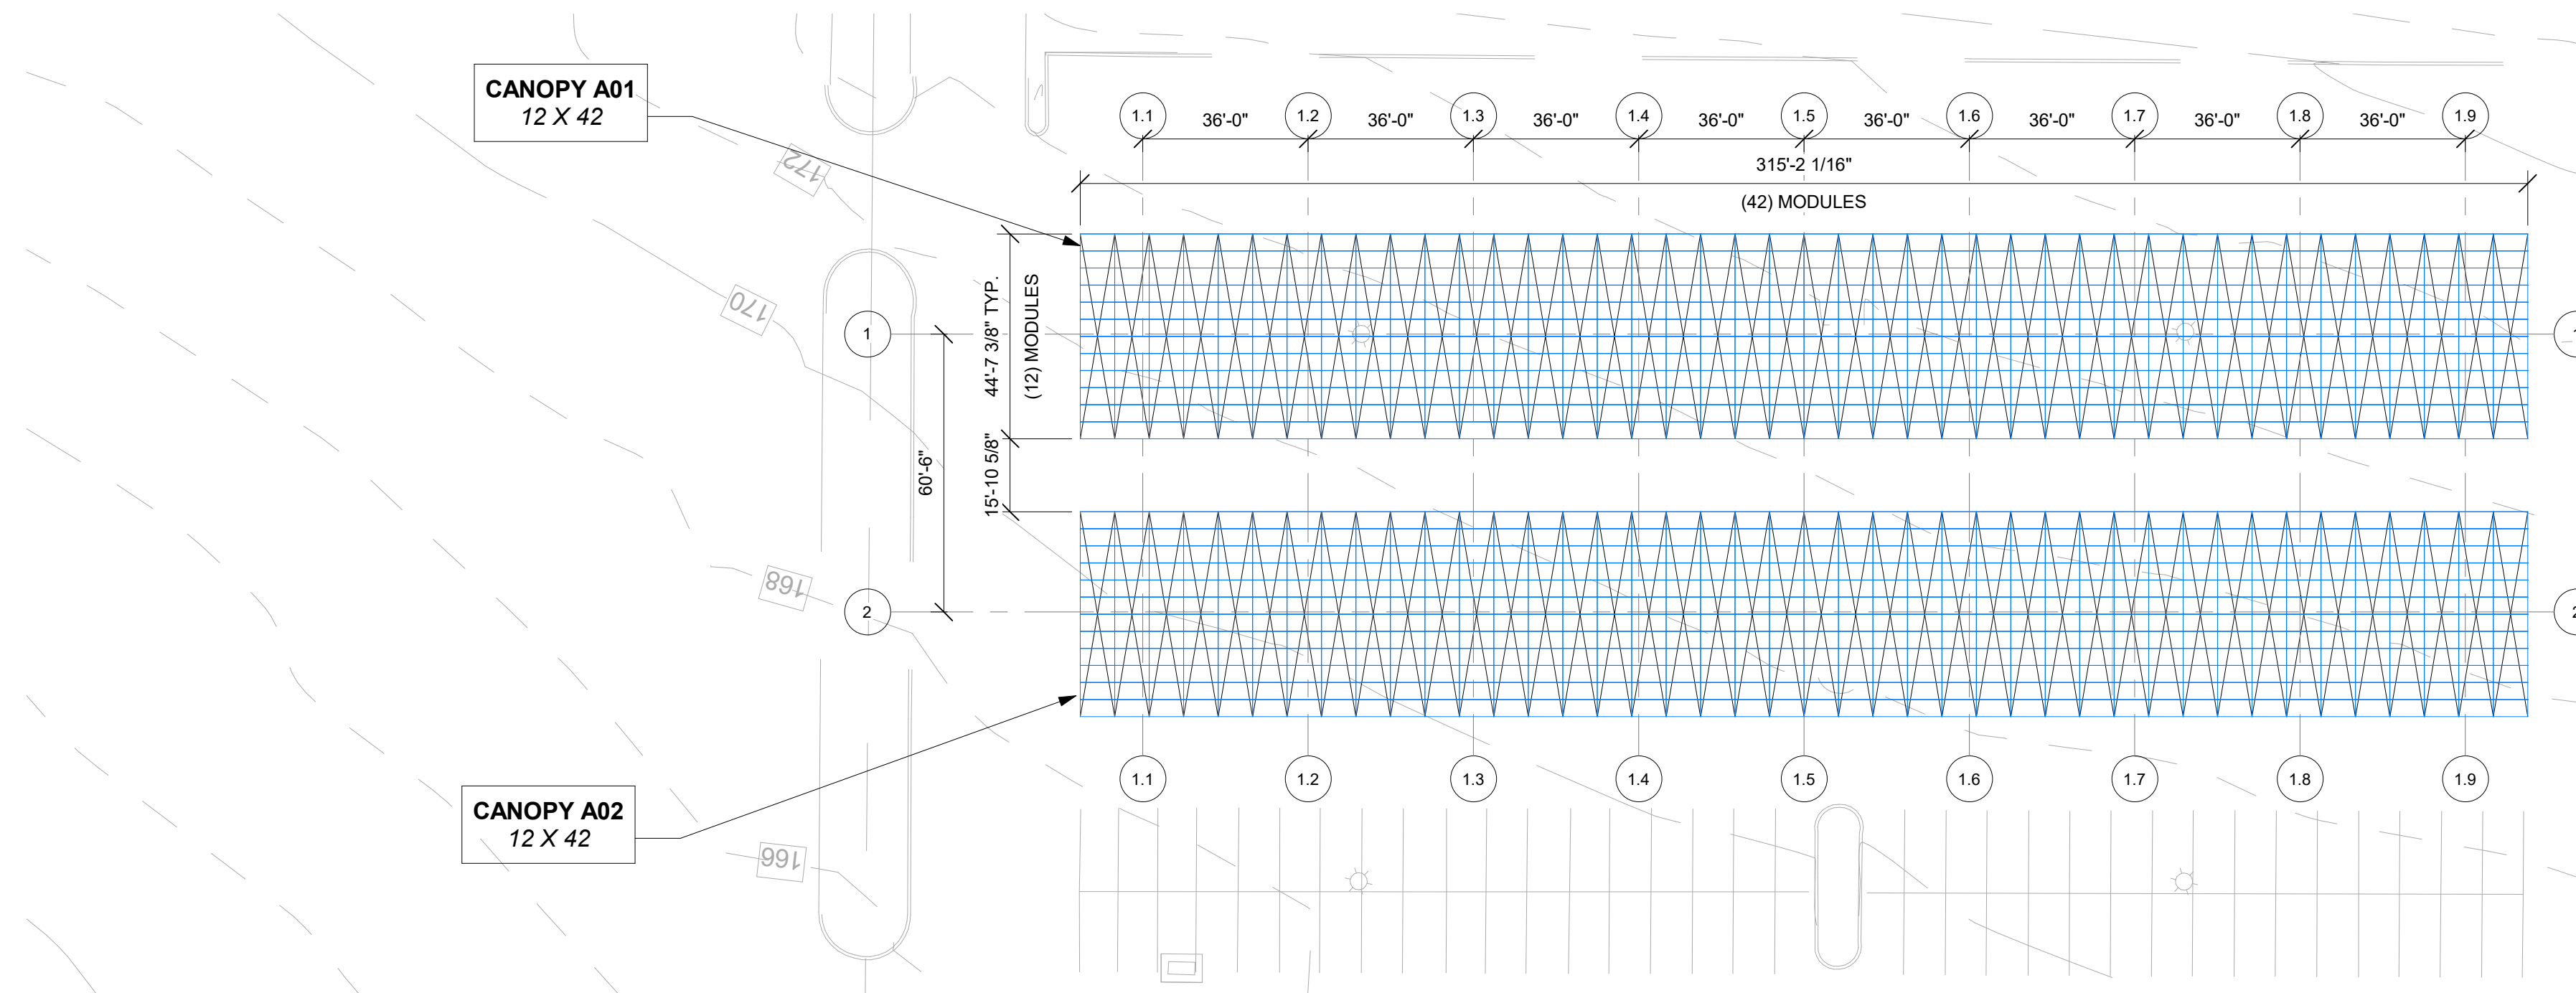 CANOPY A01
12 X 42
1.1 36'-0" 1.2 36'-0" 1.3 36'-0" 1.4 36'-0" 1.5 36'-0" 1.6 36'-0" 1.7 36'-0" 1.8 36'-0" 1.9
315'-2 1/16"
(42) MODULES
172
170
1
44'-7 3/8" TYP.
(12) MODULES
15'-10 5/8"
60'-6"
168
2
1.1 1.2 1.3 1.4 1.5 1.6 1.7 1.8 1.9
CANOPY A02
12 X 42
166